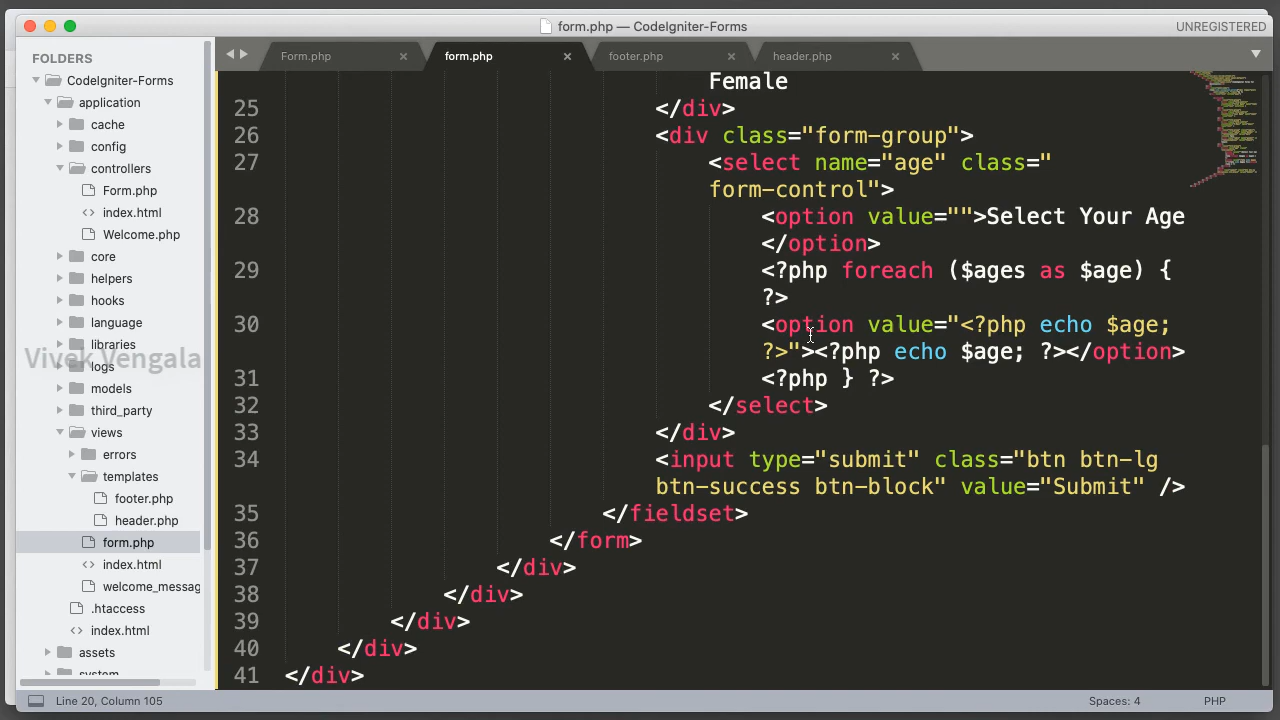 form.php — CodeIgniter-Forms
UNREGISTERED
FOLDERS
CodeIgniter-Forms
application
cache
config
controllers
Form.php
index.html
Welcome.php
core
helpers
hooks
language
libraries
logs
models
third_party
views
errors
templates
footer.php
header.php
form.php
index.html
welcome_messag
.htaccess
index.html
assets
system
Vivek Vengala
Form.php
form.php
footer.php
header.php
Female
25 </div>
26 <div class="form-group">
27 <select name="age" class="
form-control">
28 <option value="">Select Your Age
</option>
29 <?php foreach ($ages as $age) {
?>
30 <option value="<?php echo $age;
?>"><?php echo $age; ?></option>
31 <?php } ?>
32 </select>
33 </div>
34 <input type="submit" class="btn btn-lg
btn-success btn-block" value="Submit" />
35 </fieldset>
36 </form>
37 </div>
38 </div>
39 </div>
40 </div>
41 </div>
Line 20, Column 105
Spaces: 4
PHP